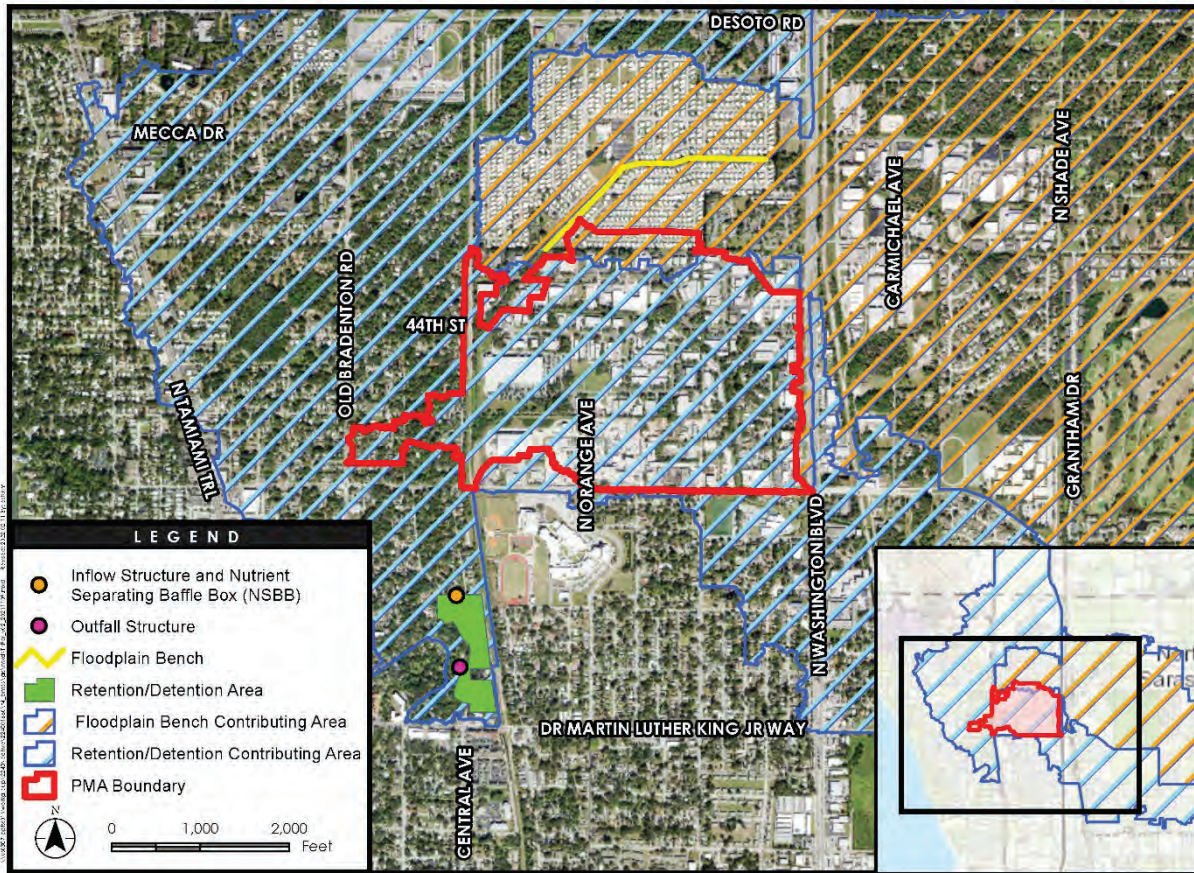 DESOTO RD
MECCA DR
N SHADE AVE
CARMICHAEL AVE
OLD BRADENTON RD
44TH ST
N TAMIAMI TRL
GRANTHAM DR
N ORANGE AVE
N WASHINGTON BLVD
DR MARTIN LUTHER KING JR WAY
CENTRAL AVE
LEGEND
Inflow Structure and Nutrient
Separating Baffle Box (NSBB)
Outfall Structure
Floodplain Bench
Retention/Detention Area
Floodplain Bench Contributing Area
Retention/Detention Contributing Area
PMA Boundary
N
0 1,000 2,000
Feet